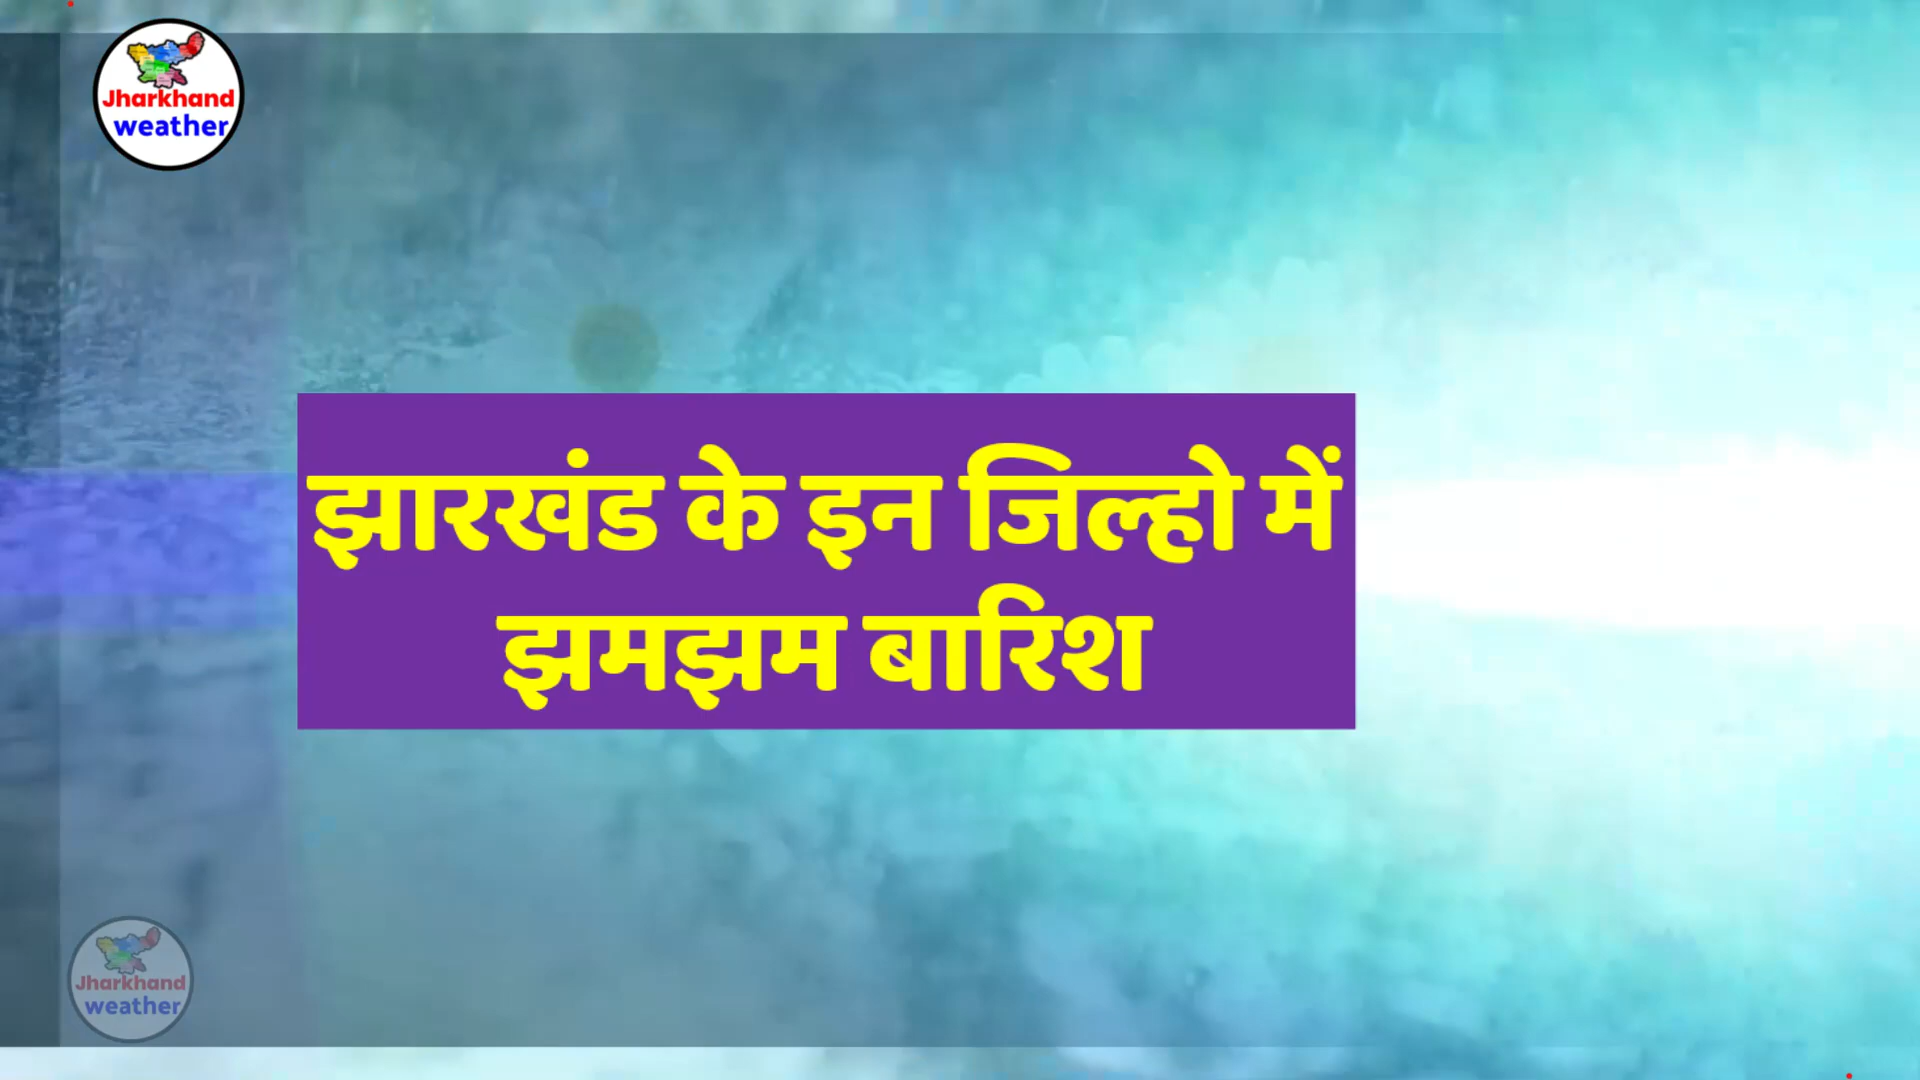 Jharkhand
weather
झारखंड के इन जिल्हो में
झमझम बारिश
Jharkhand
weather